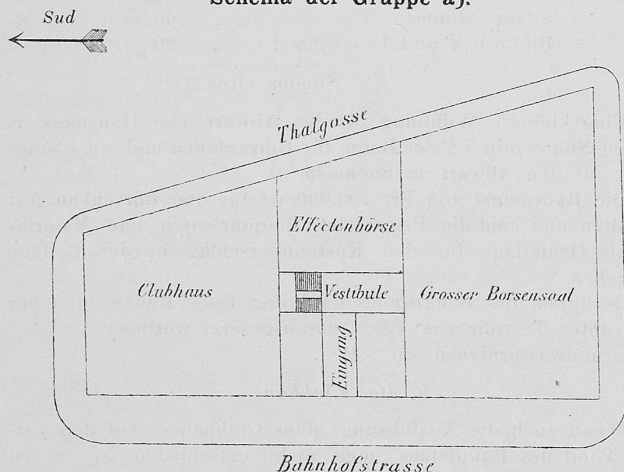 Schema der Gruppe a).
Sud
Thalgasse
Effectenbörse
Clubhaus
Vestibule
Grosser Borsensaal
Eingang
Bahnhofstrasse